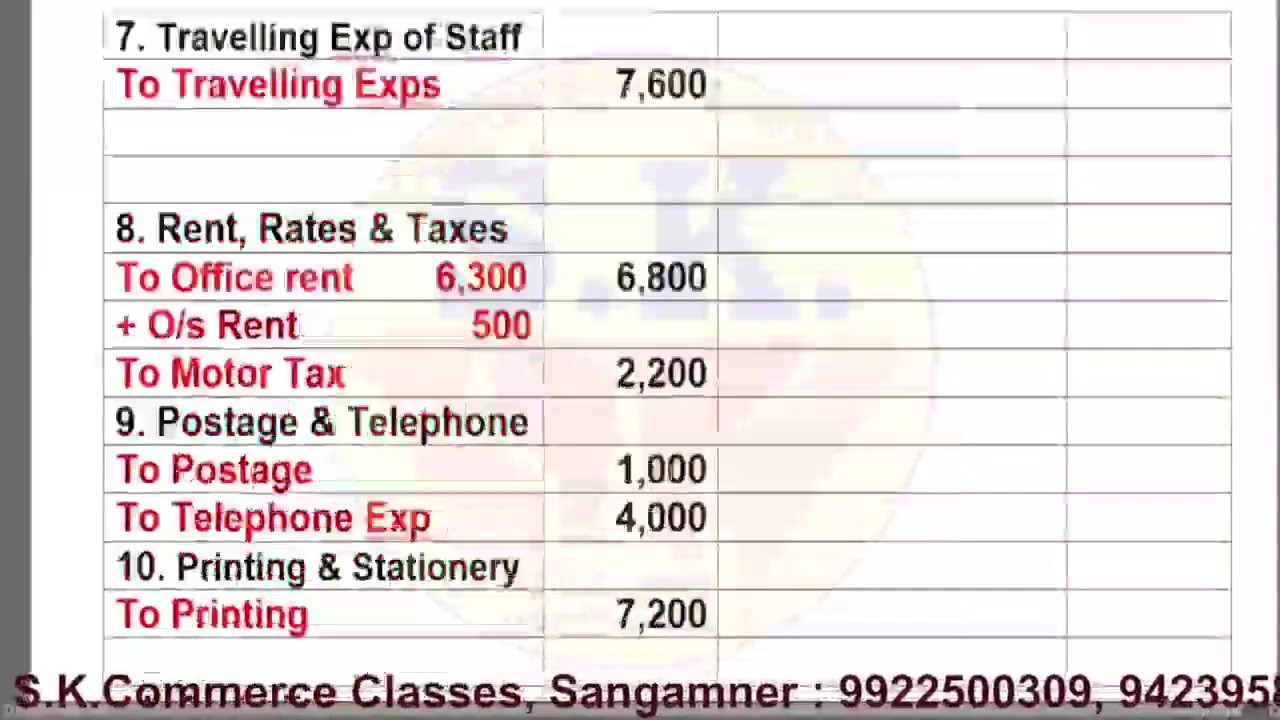 7. Travelling Exp of Staff
To Travelling Exps 7,600
8. Rent, Rates & Taxes
To Office rent 6,300 6,800
+ O/s Rent 500
To Motor Tax 2,200
9. Postage & Telephone
To Postage 1,000
To Telephone Exp 4,000
10. Printing & Stationery
To Printing 7,200
S.K.
S.K.Commerce Classes, Sangamner : 9922500309, 942395